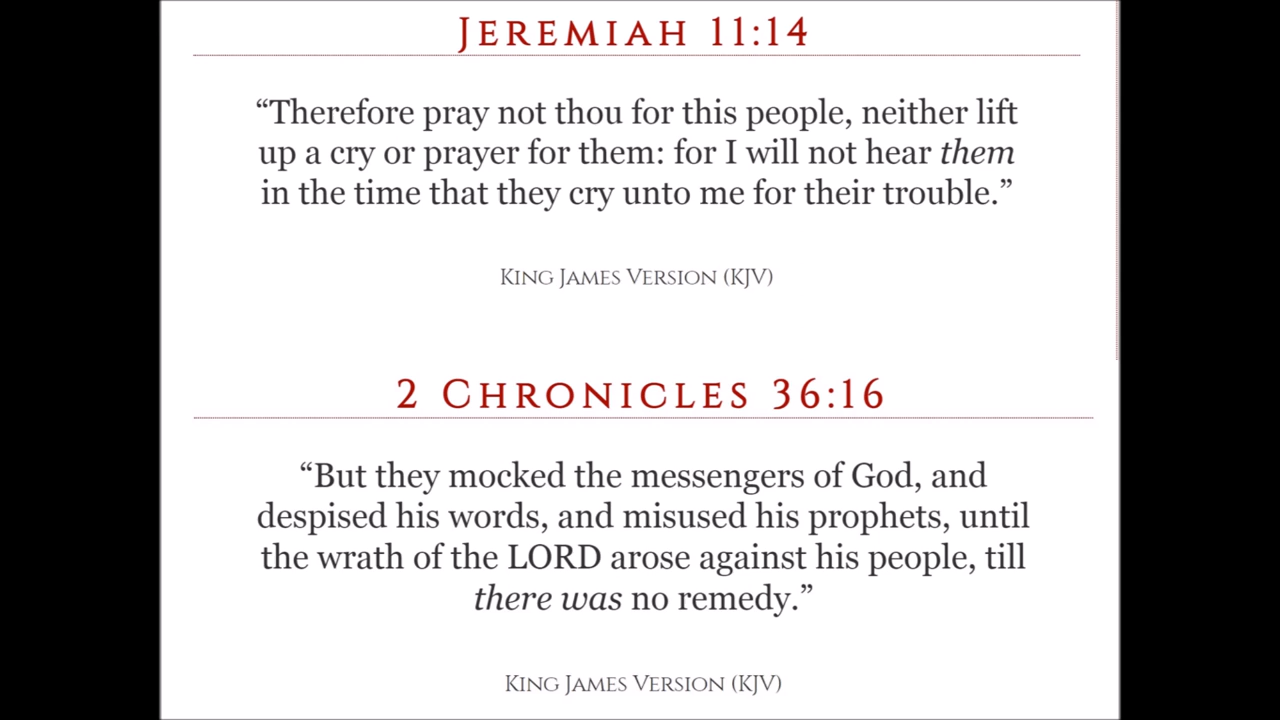 Jeremiah 11:14
“Therefore pray not thou for this people, neither lift
up a cry or prayer for them: for I will not hear them
in the time that they cry unto me for their trouble.”
King James Version (KJV)
2 Chronicles 36:16
“But they mocked the messengers of God, and
despised his words, and misused his prophets, until
the wrath of the LORD arose against his people, till
there was no remedy.”
King James Version (KJV)